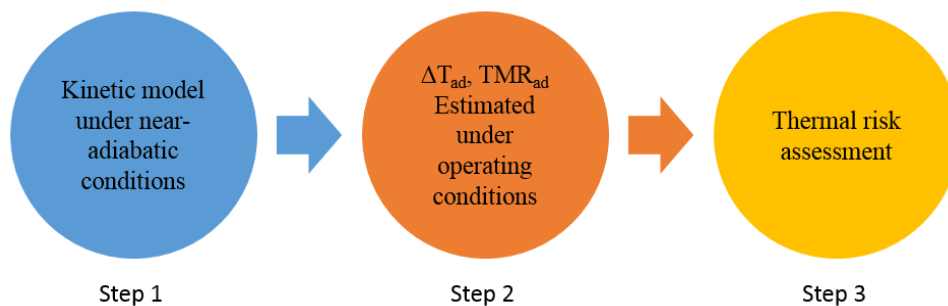 Kinetic model
under near-
adiabatic
conditions
ΔTad, TMRad
Estimated
under
operating
conditions
Thermal risk
assessment
Step 1
Step 2
Step 3